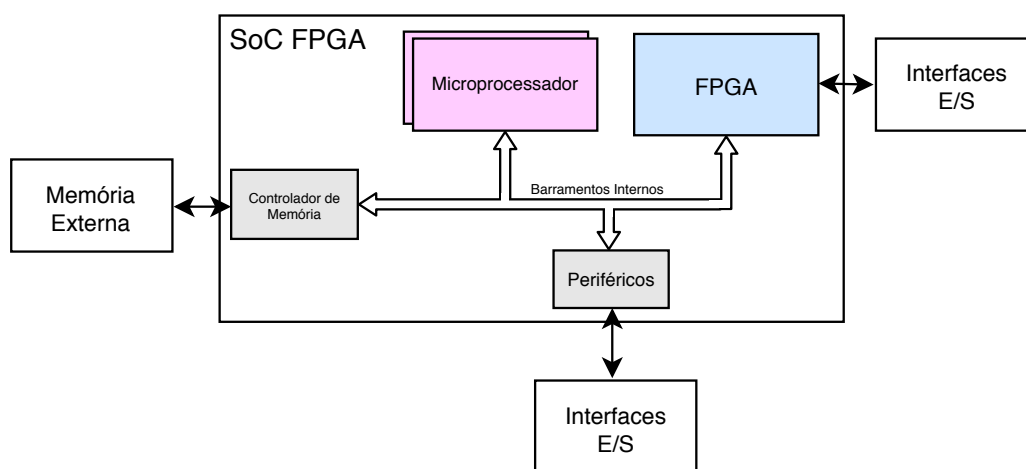 SoC FPGA
Microprocessador
FPGA
Interfaces
E/S
Memória
Externa
Controlador de
Memória
Barramentos Internos
Periféricos
Interfaces
E/S